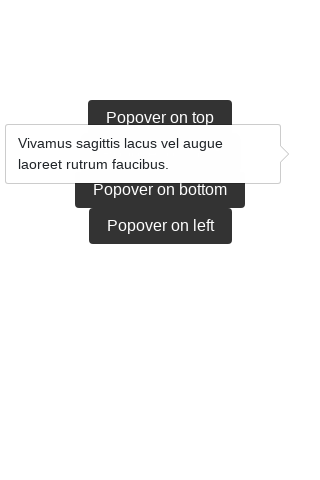 Popover on top
Vivamus sagittis lacus vel augue
laoreet rutrum faucibus.
Popover on bottom
Popover on left